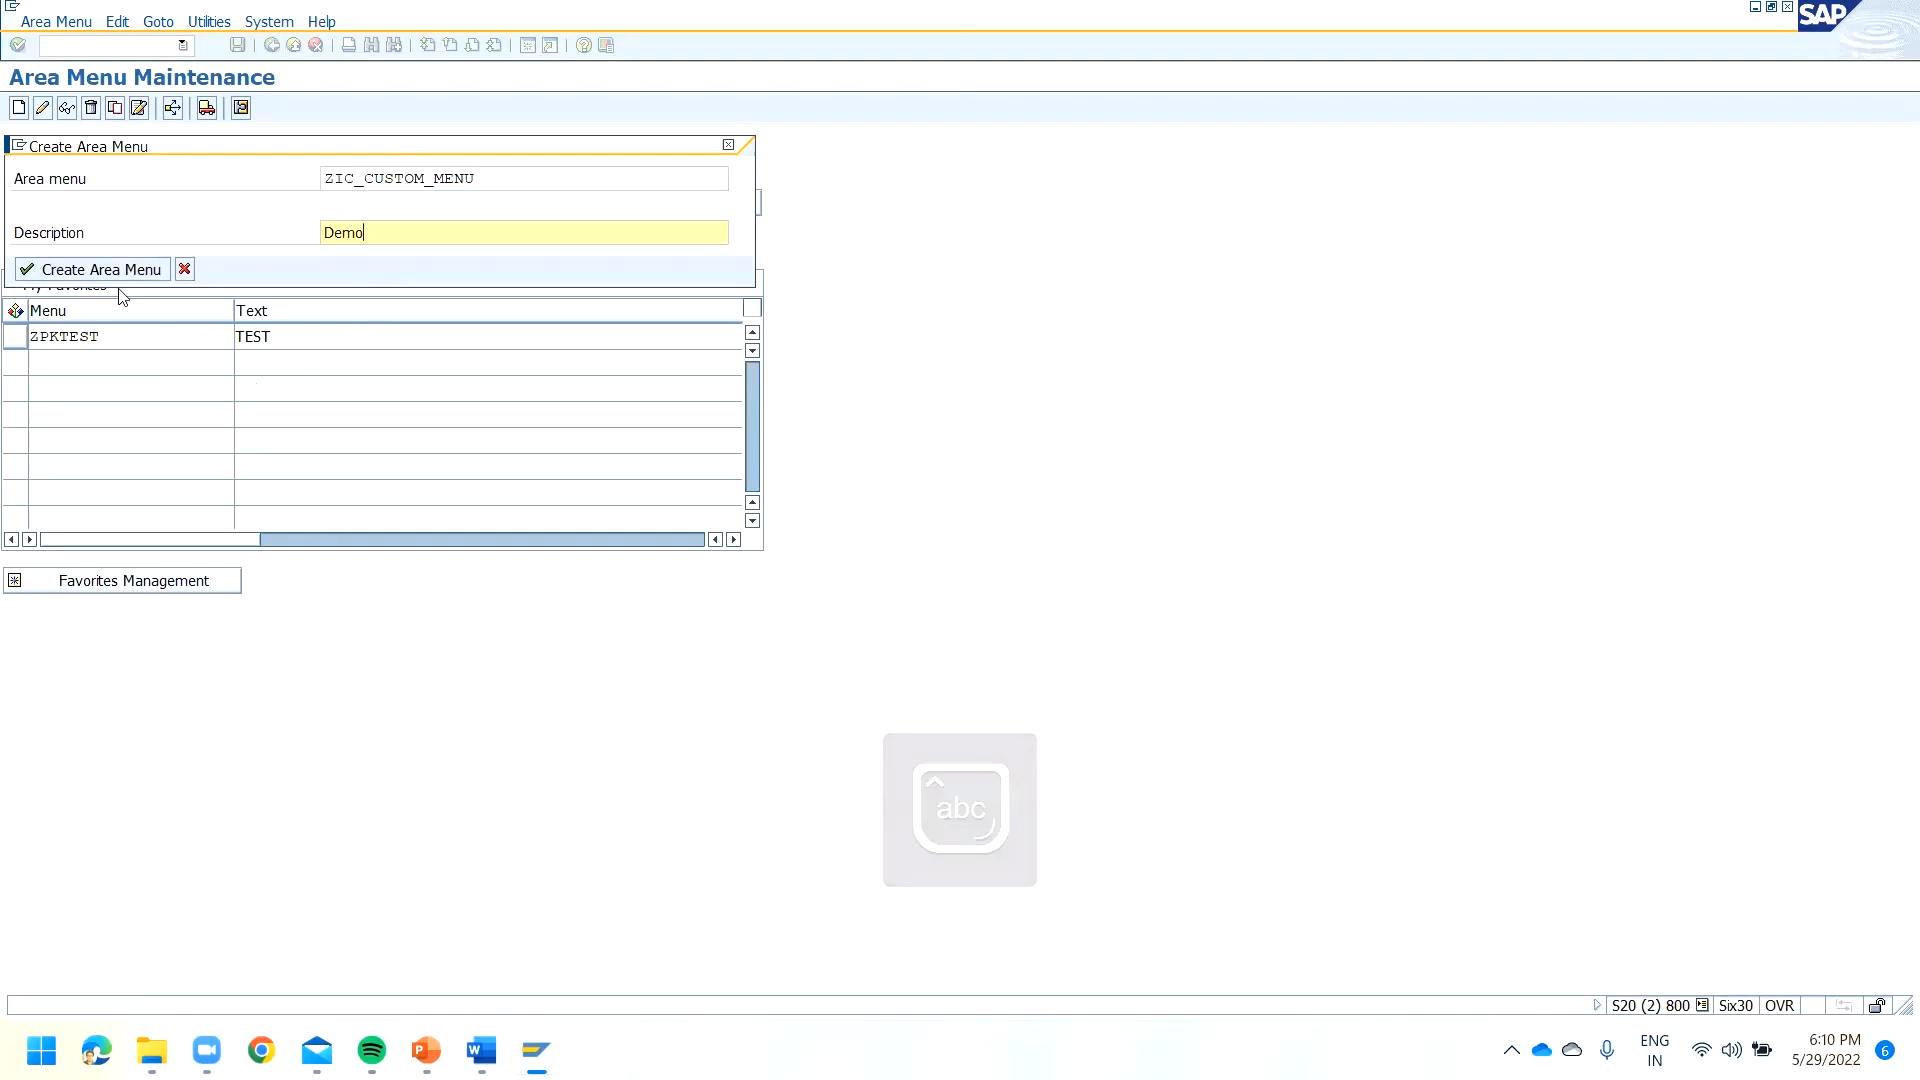 Area Menu Edit Goto Utilities System Help
SAP
Area Menu Maintenance
Create Area Menu
Area menu ZIC_CUSTOM_MENU
Description Demo
Create Area Menu
My Favorites
Menu Text
ZPKTEST TEST
Favorites Management
abc
S20 (2) 800 Six30 OVR
ENG
IN
6:10 PM
5/29/2022
6